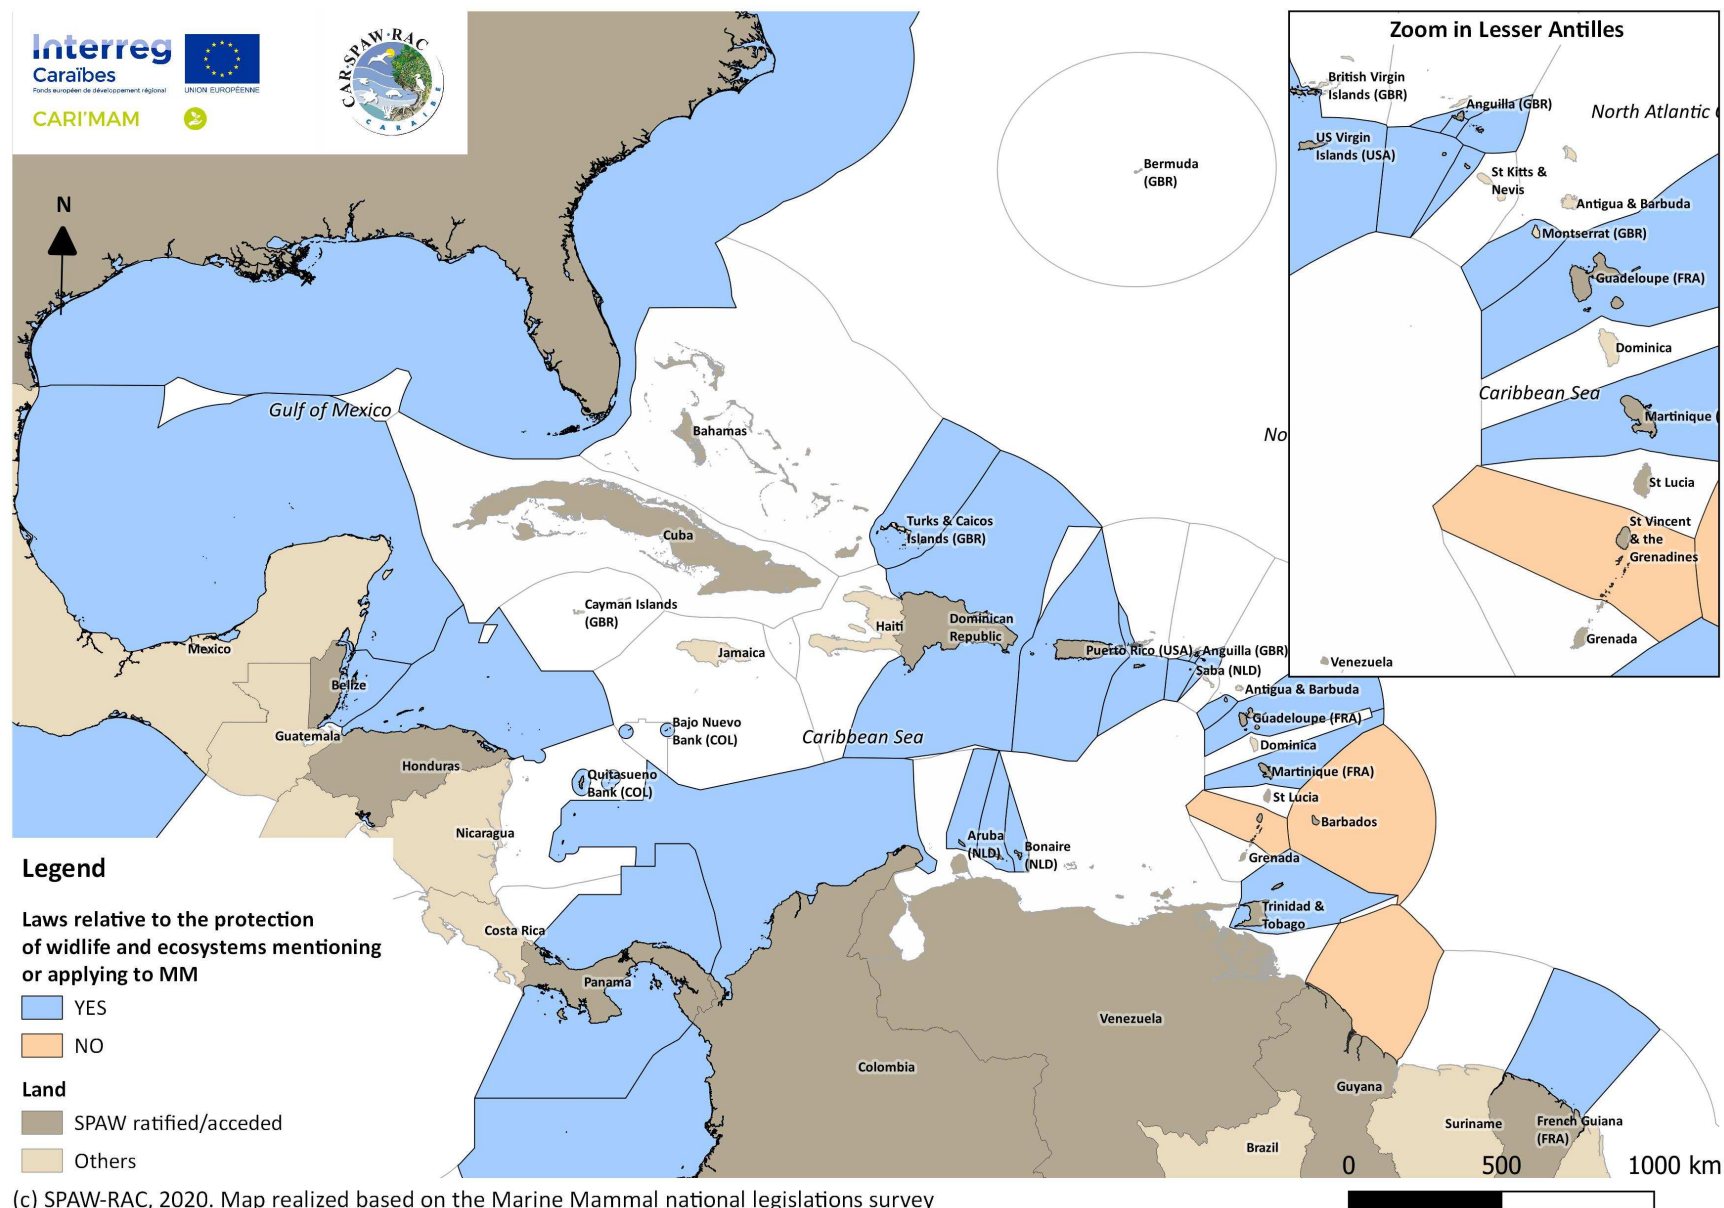 Interreg
Caraïbes
Fonds européen de développement régional
UNION EUROPÉENNE
CARI'MAM
CAR·SPAW·RAC
CARAIBE
N
Gulf of Mexico
Bermuda
(GBR)
No
Bahamas
Turks & Caicos
Islands (GBR)
Cuba
Cayman Islands
(GBR)
Haiti
Dominican
Republic
Jamaica
Puerto Rico (USA)
Anguilla (GBR)
Saba (NLD)
Antigua & Barbuda
Mexico
Belize
Guatemala
Honduras
Bajo Nuevo
Bank (COL)
Caribbean Sea
Guadeloupe (FRA)
Dominica
Quitasueno
Bank (COL)
Martinique (FRA)
St Lucia
Barbados
Nicaragua
Aruba
(NLD)
Bonaire
(NLD)
Grenada
Trinidad &
Tobago
Costa Rica
Panama
Venezuela
Colombia
Guyana
Suriname
French Guiana
(FRA)
Brazil
Zoom in Lesser Antilles
British Virgin
Islands (GBR)
Anguilla (GBR)
North Atlantic
US Virgin
Islands (USA)
St Kitts &
Nevis
Antigua & Barbuda
Montserrat (GBR)
Guadeloupe (FRA)
Dominica
Caribbean Sea
Martinique (
St Lucia
St Vincent
& the
Grenadines
Grenada
Venezuela
Legend
Laws relative to the protection
of widlife and ecosystems mentioning
or applying to MM
YES
NO
Land
SPAW ratified/acceded
Others
0 500 1000 km
(c) SPAW-RAC, 2020. Map realized based on the Marine Mammal national legislations survey